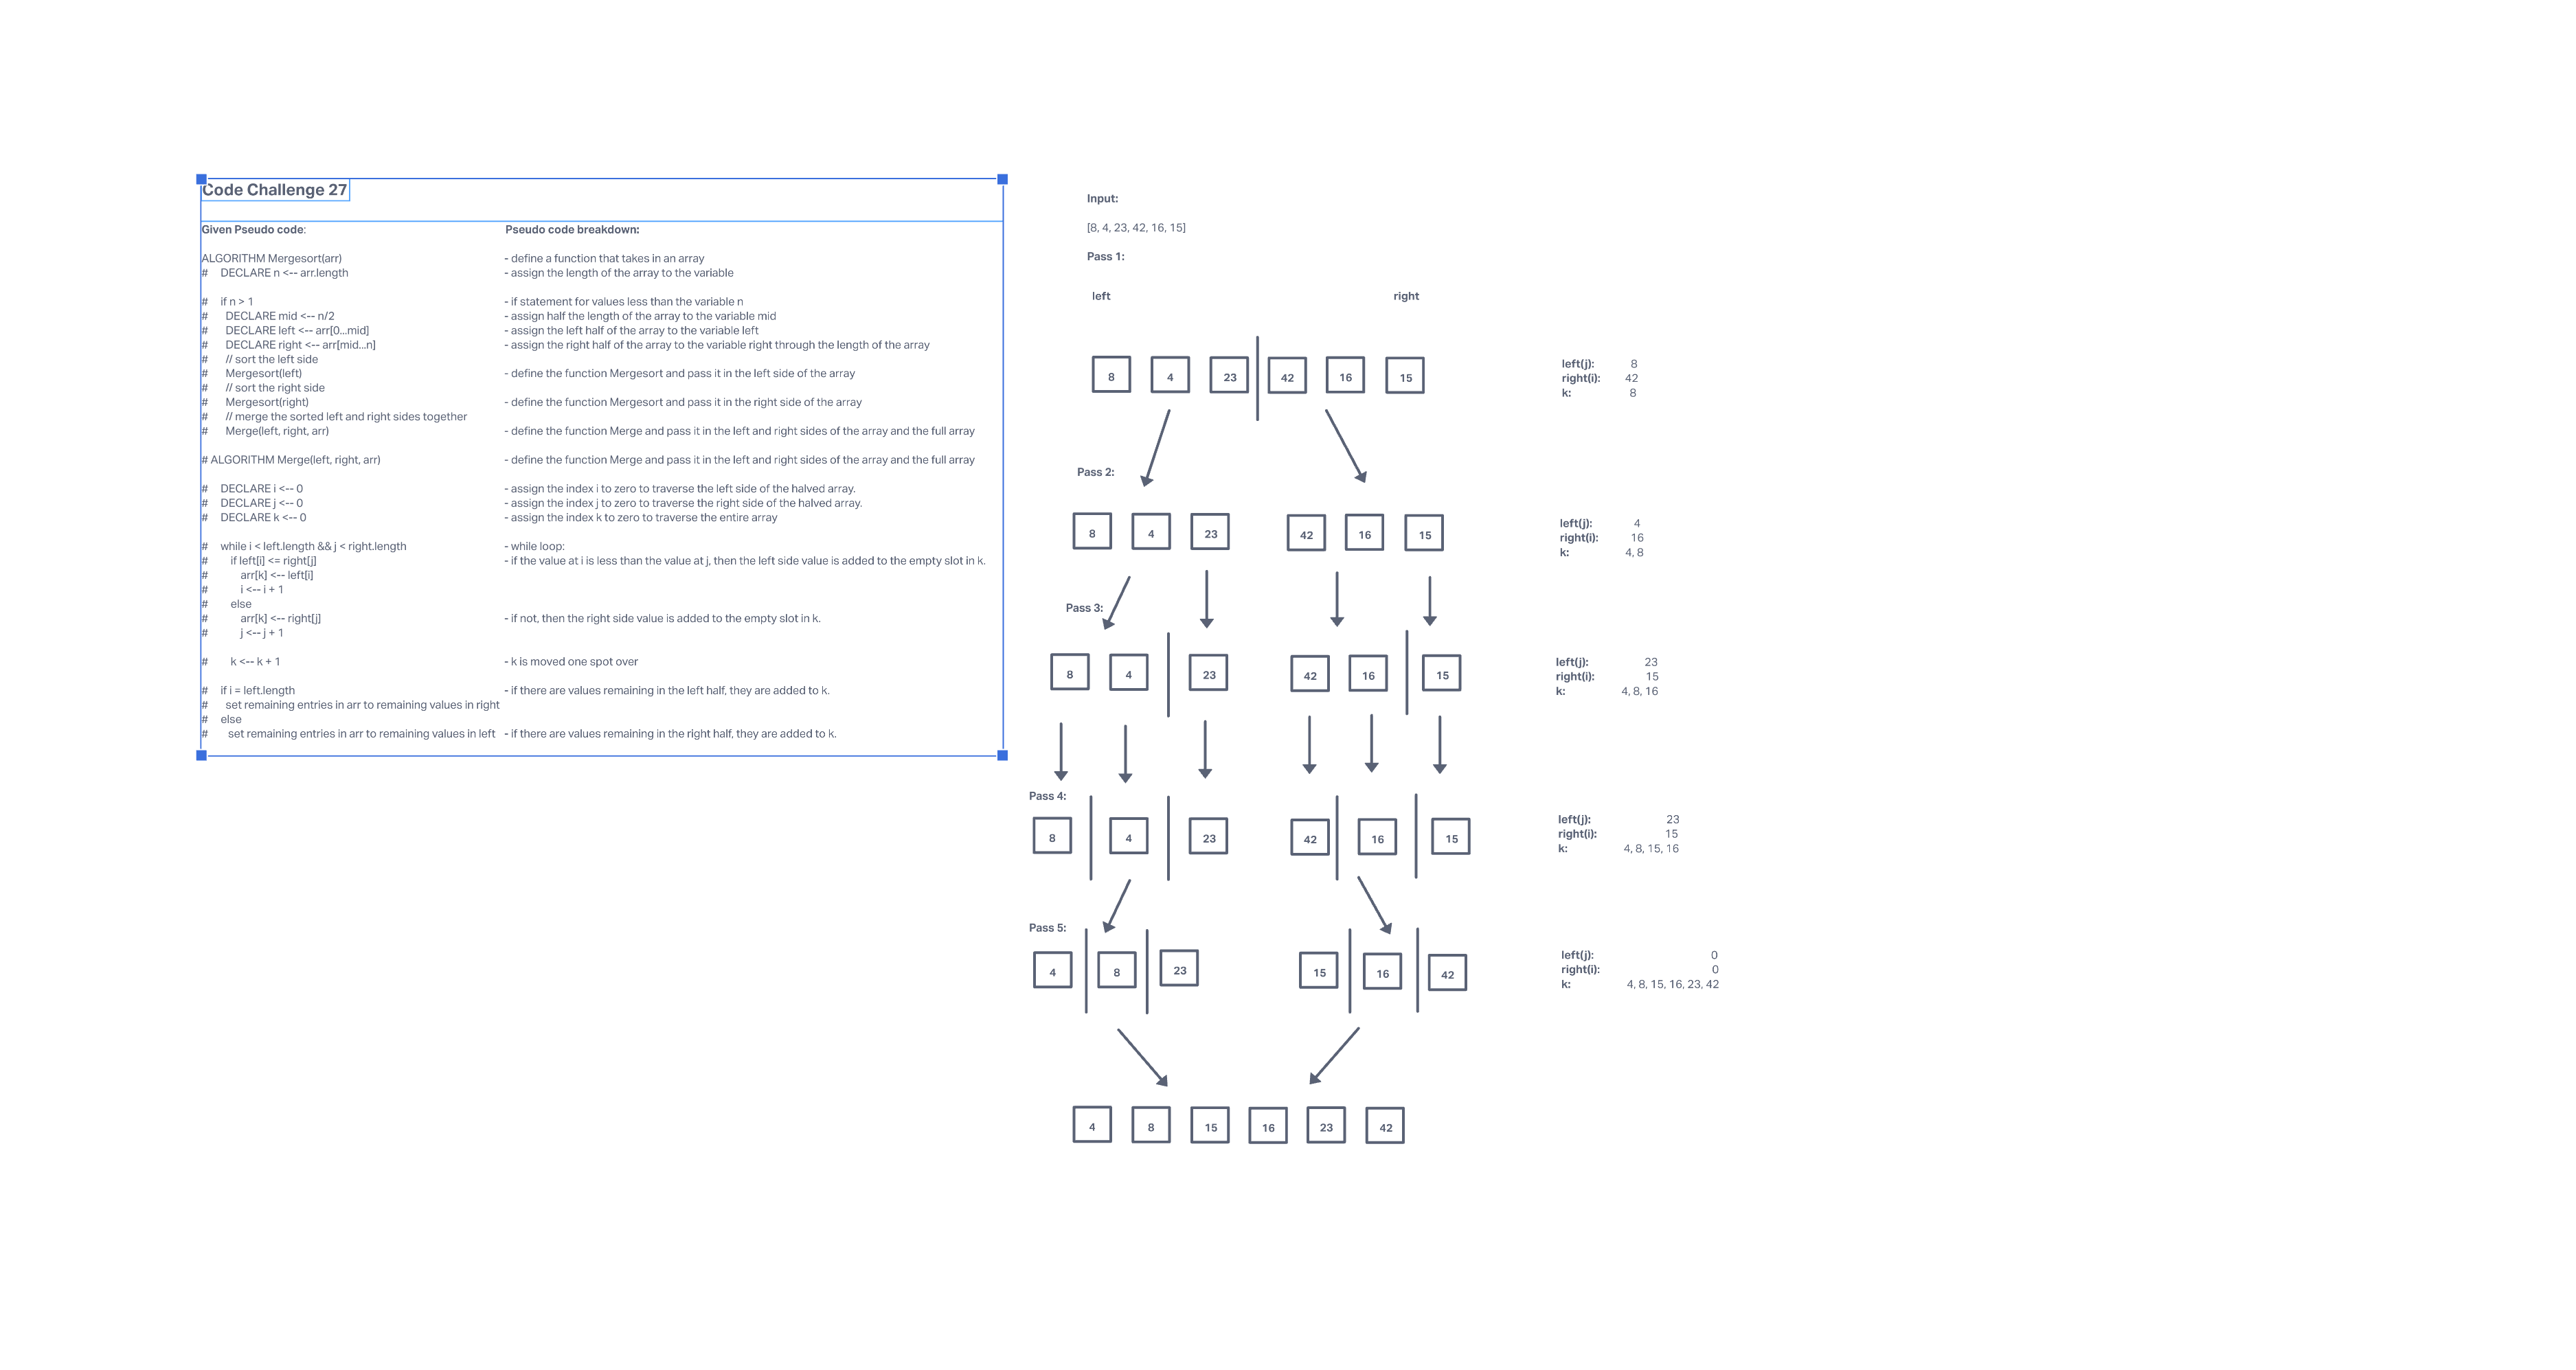 Code Challenge 27
Given Pseudo code:
ALGORITHM Mergesort(arr)
# DECLARE n <-- arr.length
# if n > 1
# DECLARE mid <-- n/2
# DECLARE left <-- arr[0...mid]
# DECLARE right <-- arr[mid...n]
# // sort the left side
# Mergesort(left)
# // sort the right side
# Mergesort(right)
# // merge the sorted left and right sides together
# Merge(left, right, arr)
# ALGORITHM Merge(left, right, arr)
# DECLARE i <-- 0
# DECLARE j <-- 0
# DECLARE k <-- 0
# while i < left.length && j < right.length
# if left[i] <= right[j]
# arr[k] <-- left[i]
# i <-- i + 1
# else
# arr[k] <-- right[j]
# j <-- j + 1
# k <-- k + 1
# if i = left.length
# set remaining entries in arr to remaining values in right
# else
# set remaining entries in arr to remaining values in left
Pseudo code breakdown:
- define a function that takes in an array
- assign the length of the array to the variable
- if statement for values less than the variable n
- assign half the length of the array to the variable mid
- assign the left half of the array to the variable left
- assign the right half of the array to the variable right through the length of the array
- define the function Mergesort and pass it in the left side of the array
- define the function Mergesort and pass it in the right side of the array
- define the function Merge and pass it in the left and right sides of the array and the full array
- define the function Merge and pass it in the left and right sides of the array and the full array
- assign the index i to zero to traverse the left side of the halved array.
- assign the index j to zero to traverse the right side of the halved array.
- assign the index k to zero to traverse the entire array
- while loop:
- if the value at i is less than the value at j, then the left side value is added to the empty slot in k.
- if not, then the right side value is added to the empty slot in k.
- k is moved one spot over
- if there are values remaining in the left half, they are added to k.
- if there are values remaining in the right half, they are added to k.
Input:
[8, 4, 23, 42, 16, 15]
Pass 1:
left right
8 4 23 42 16 15
left(j): 8
right(i): 42
k: 8
Pass 2:
8 4 23 42 16 15
left(j): 4
right(i): 16
k: 4, 8
Pass 3:
8 4 23 42 16 15
left(j): 23
right(i): 15
k: 4, 8, 16
Pass 4:
8 4 23 42 16 15
left(j): 23
right(i): 15
k: 4, 8, 15, 16
Pass 5:
4 8 23 15 16 42
left(j): 0
right(i): 0
k: 4, 8, 15, 16, 23, 42
4 8 15 16 23 42